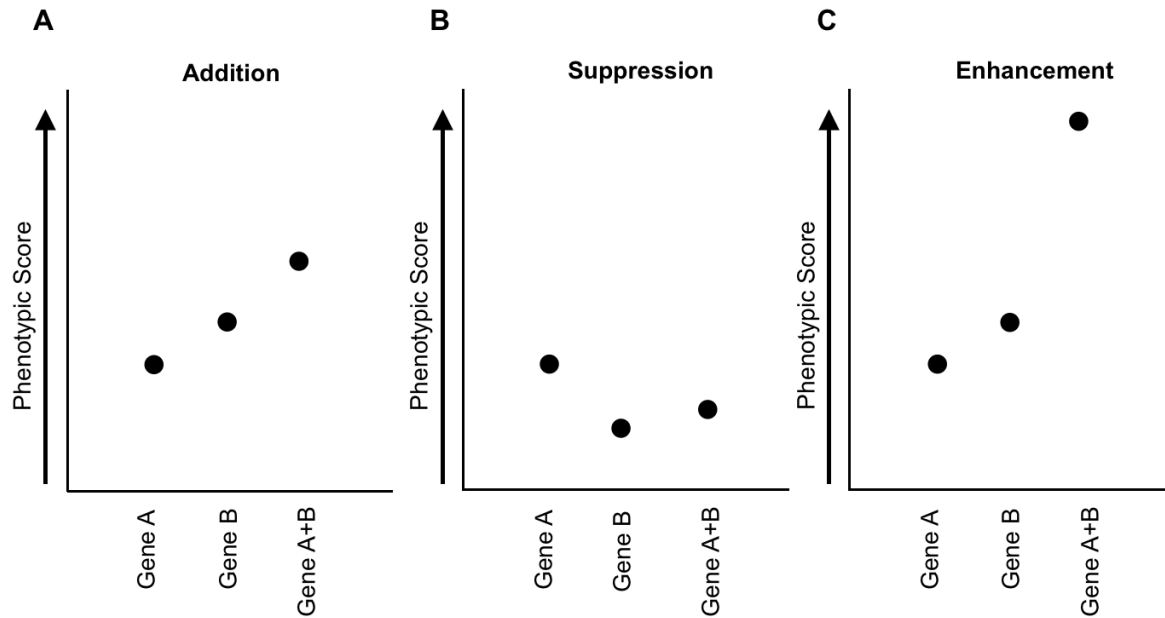 A
Addition
Phenotypic Score
Gene A
Gene B
Gene A+B
B
Suppression
Phenotypic Score
Gene A
Gene B
Gene A+B
C
Enhancement
Phenotypic Score
Gene A
Gene B
Gene A+B